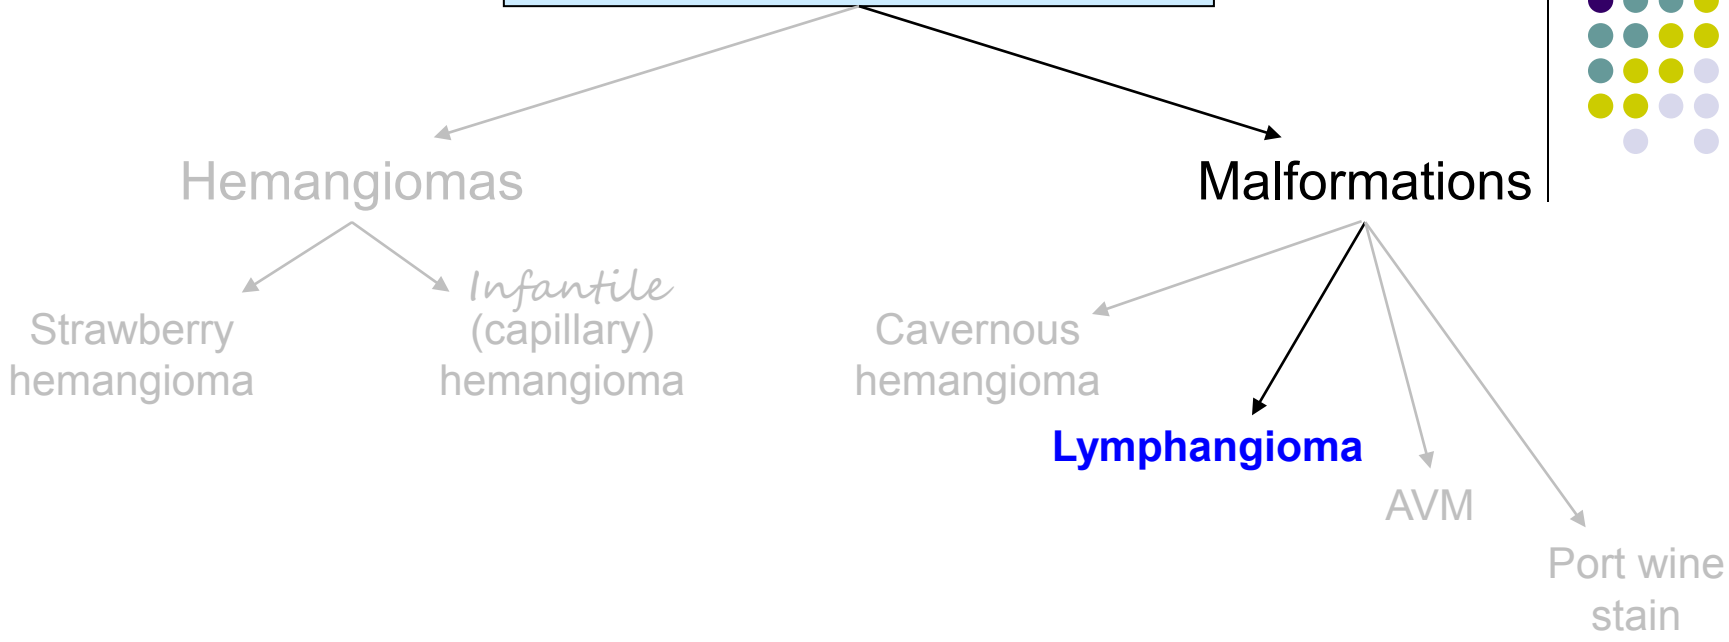 Hemangiomas
Malformations
Strawberry
hemangioma
Infantile
(capillary)
hemangioma
Cavernous
hemangioma
Lymphangioma
AVM
Port wine
stain